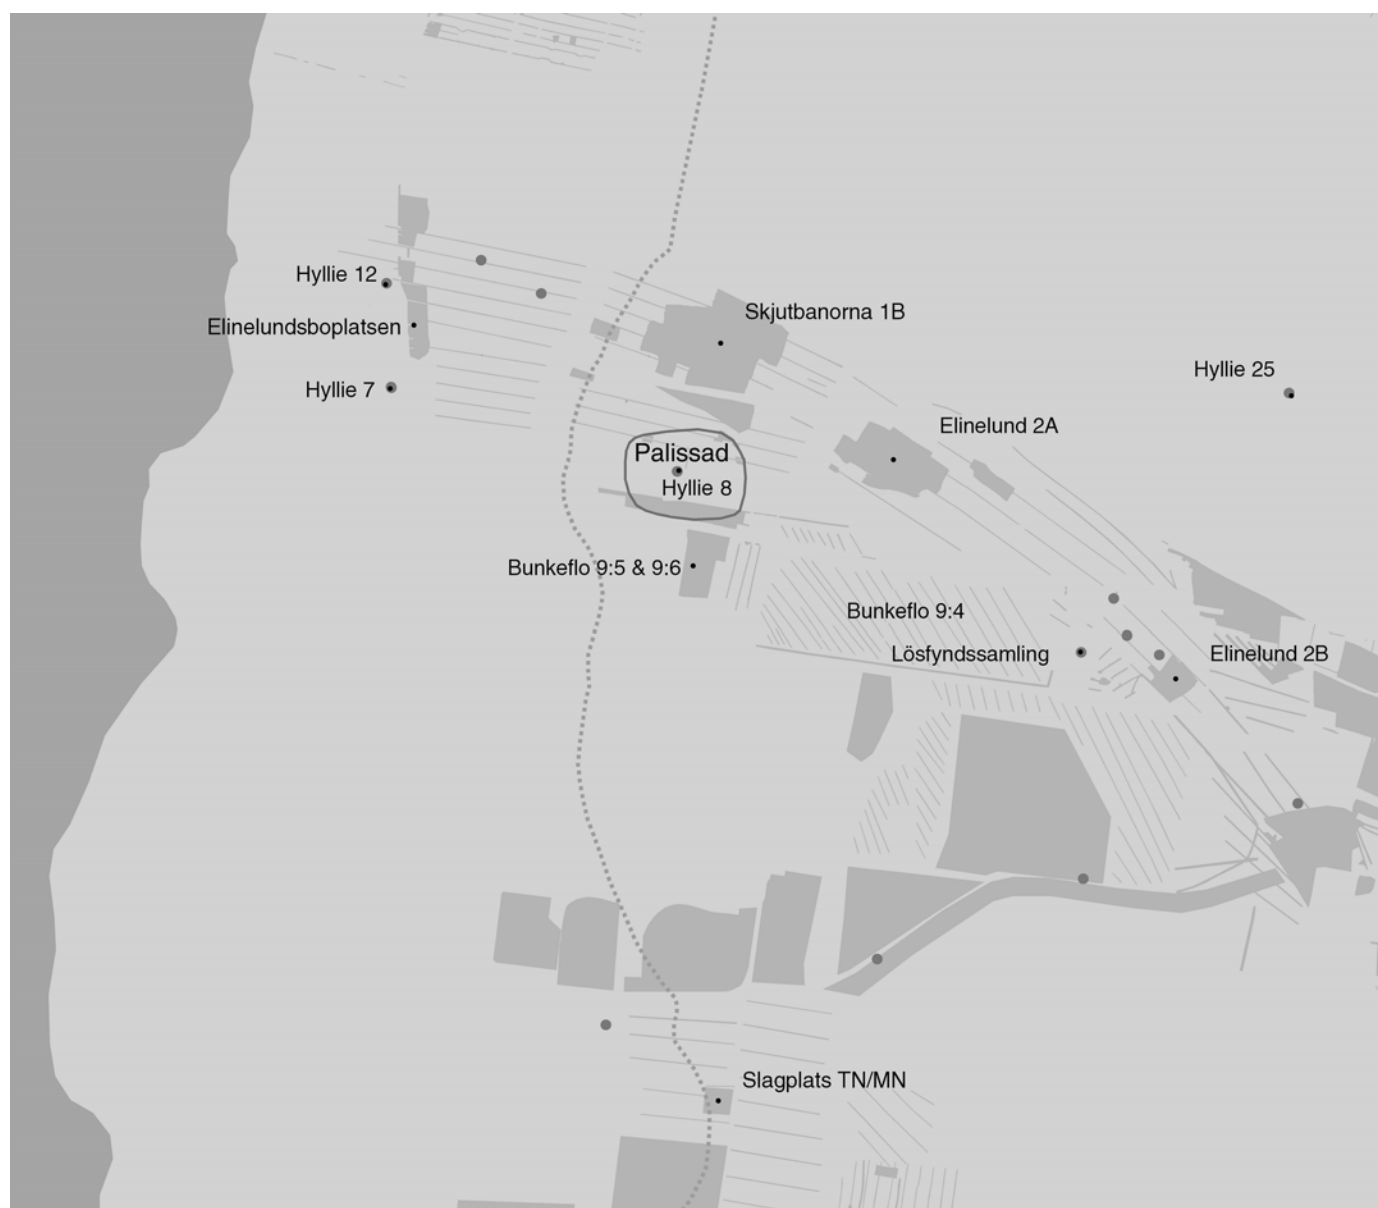 Hyllie 12
Skjutbanorna 1B
Elinelundsboplatsen
Hyllie 25
Hyllie 7
Elinelund 2A
Palissad
Hyllie 8
Bunkeflo 9:5 & 9:6
Bunkeflo 9:4
Lösfyndssamling
Elinelund 2B
Slagplats TN/MN